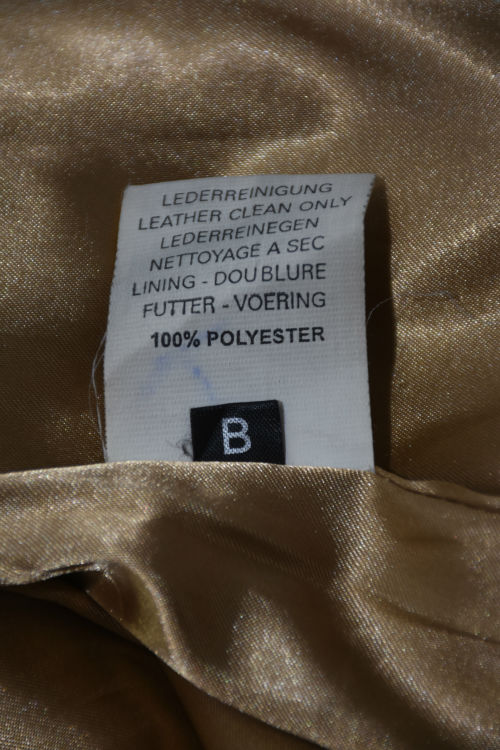 LEDERREINIGUNG
LEATHER CLEAN ONLY
LEDERREINEGEN
NETTOYAGE A SEC
LINING - DOUBLURE
FUTTER - VOERING
100% POLYESTER
B